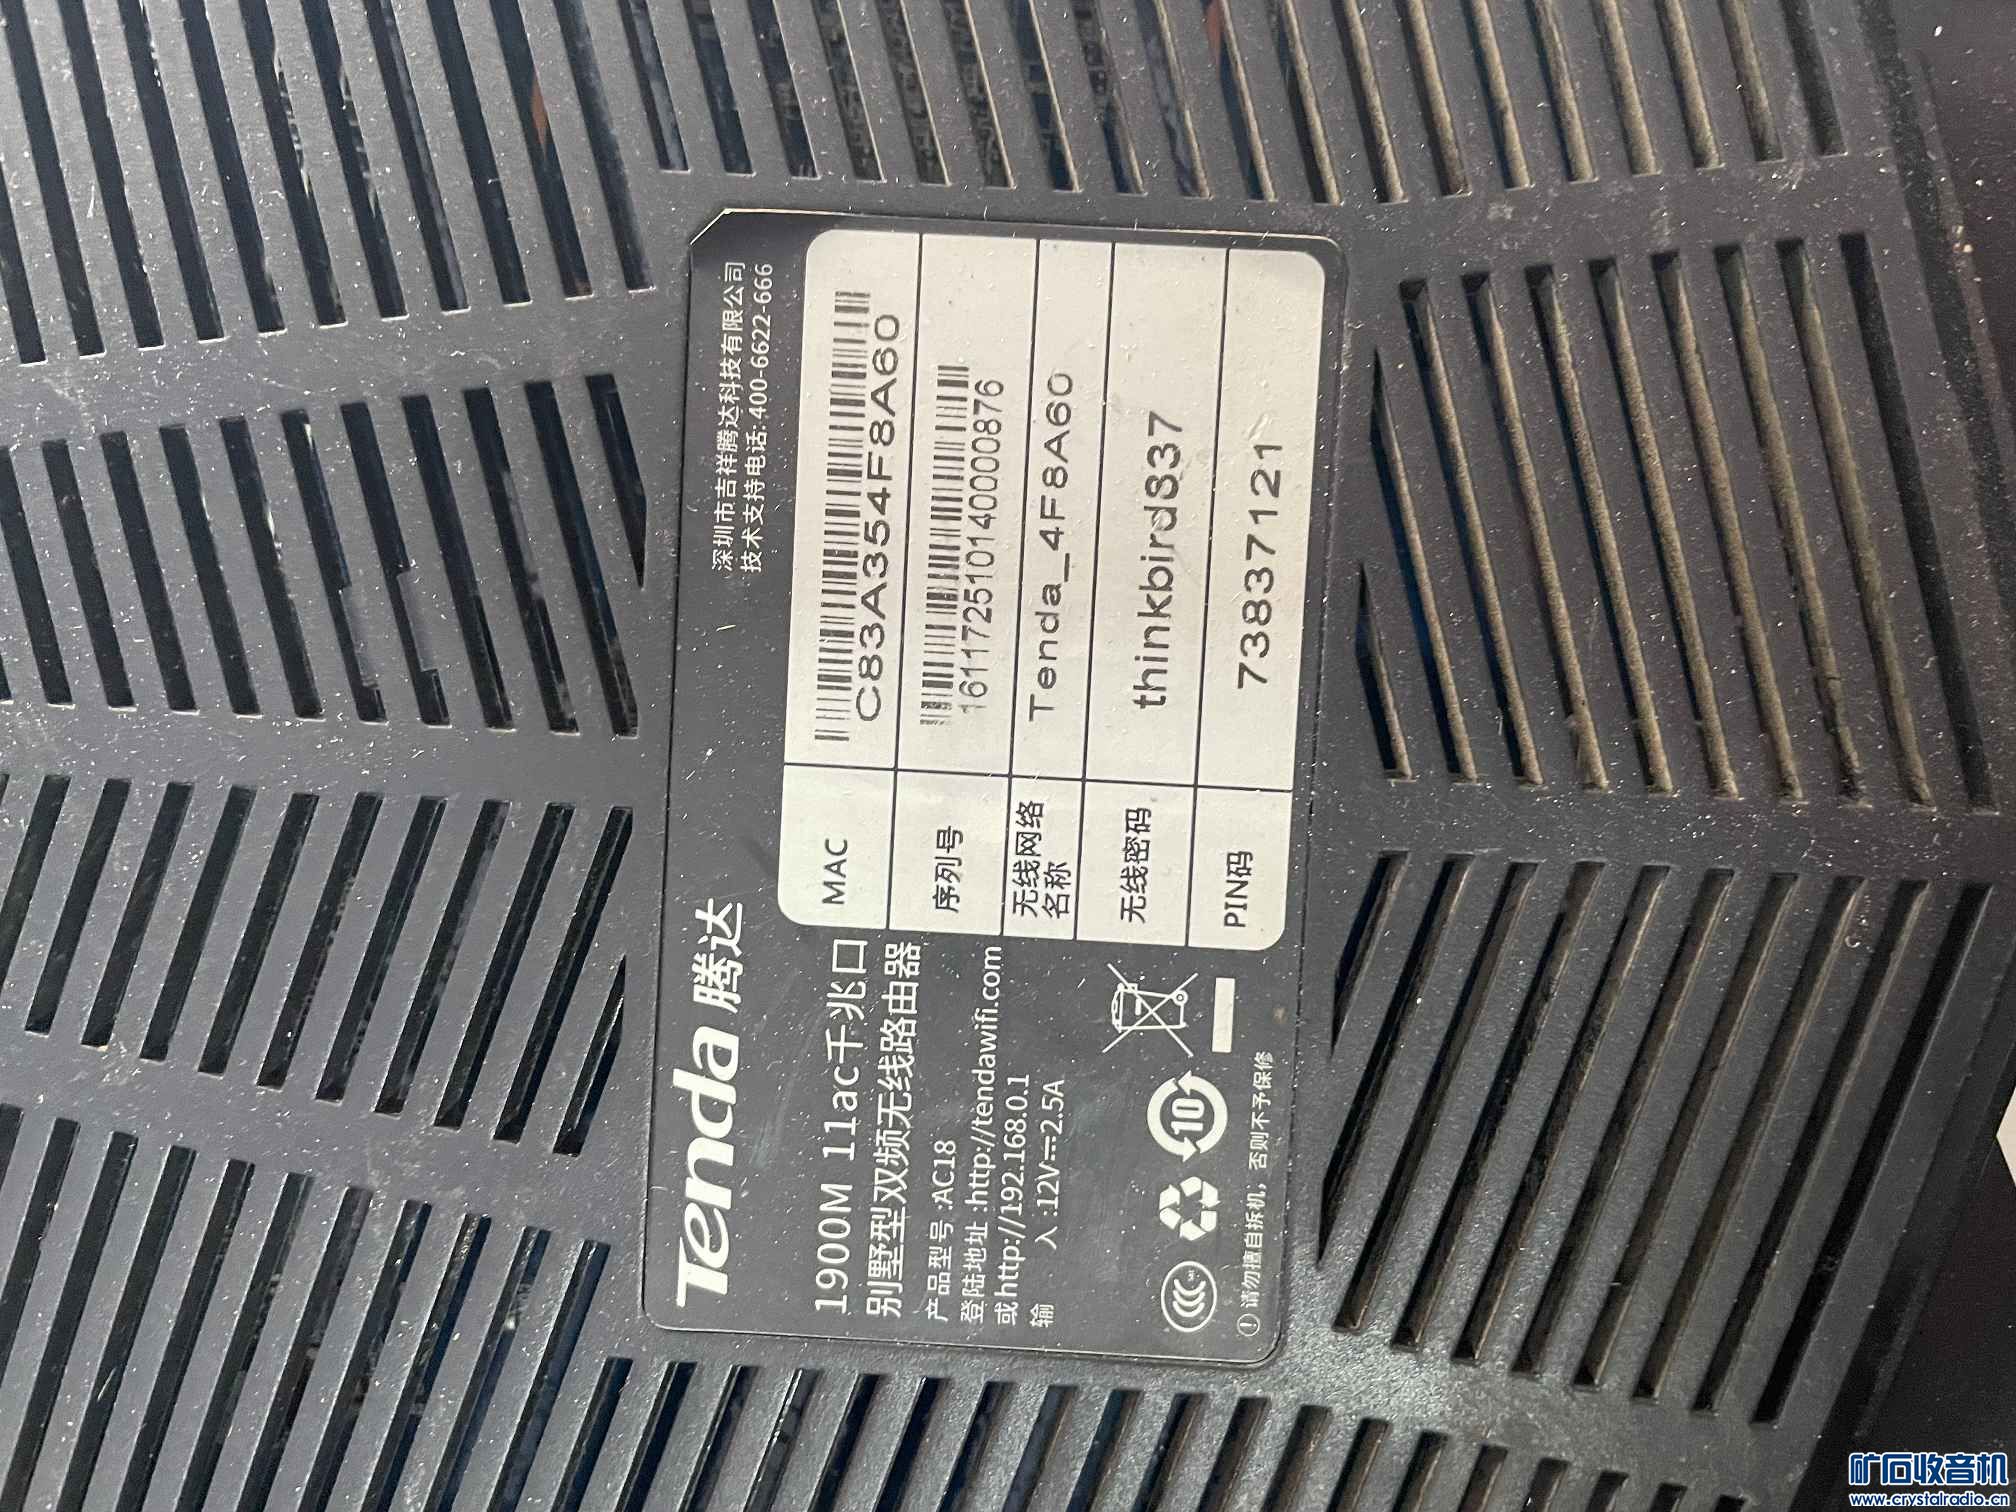 Tenda 腾达
深圳市吉祥腾达科技有限公司
技术支持电话:400-6622-666
1900M 11ac千兆口
别墅型双频无线路由器
产品型号:AC18
登陆地址:http://tendawifi.com
或http://192.168.0.1
输 入:12V⎓2.5A
MAC
C83A354F8A60
序列号
1611725101400000876
无线网络
名称
Tenda_4F8A60
无线密码
thinkbird837
PIN码
73837121
10
请勿擅自拆机，否则不予保修
矿石收音机
www.crystalradio.cn